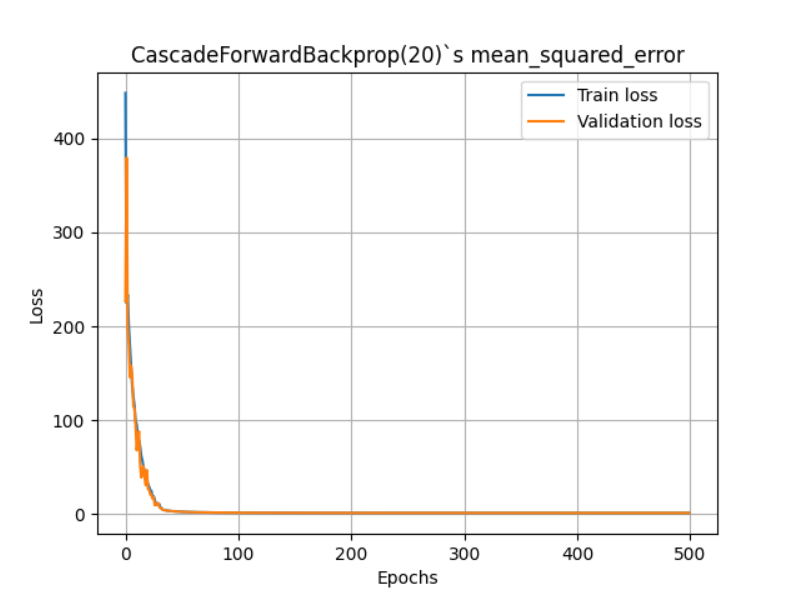 CascadeForwardBackprop(20)`s mean_squared_error
Train loss
Validation loss
400
300
200
100
0
Loss
0 100 200 300 400 500
Epochs